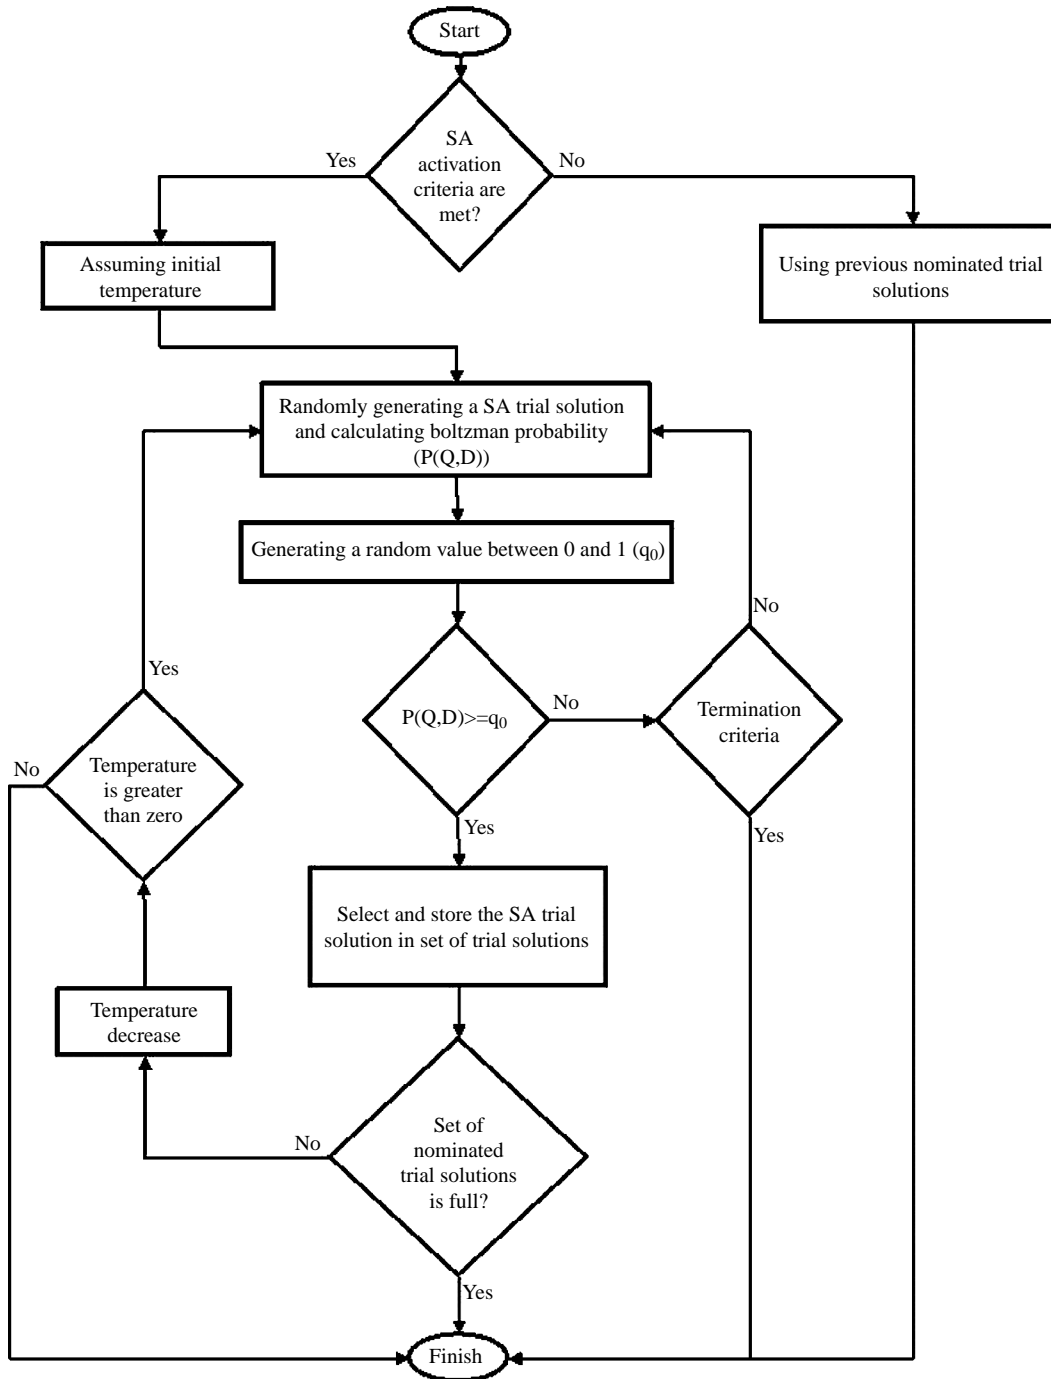 Start
SA
activation
criteria are
met?
Yes
No
Assuming initial
temperature
Using previous nominated trial
solutions
Randomly generating a SA trial solution
and calculating boltzman probability
(P(Q,D))
Generating a random value between 0 and 1 (q₀)
P(Q,D)>=q₀
No
Termination
criteria
No
Yes
Yes
Select and store the SA trial
solution in set of trial solutions
Set of
nominated
trial solutions
is full?
No
Yes
Temperature
decrease
Temperature
is greater
than zero
Yes
No
Finish